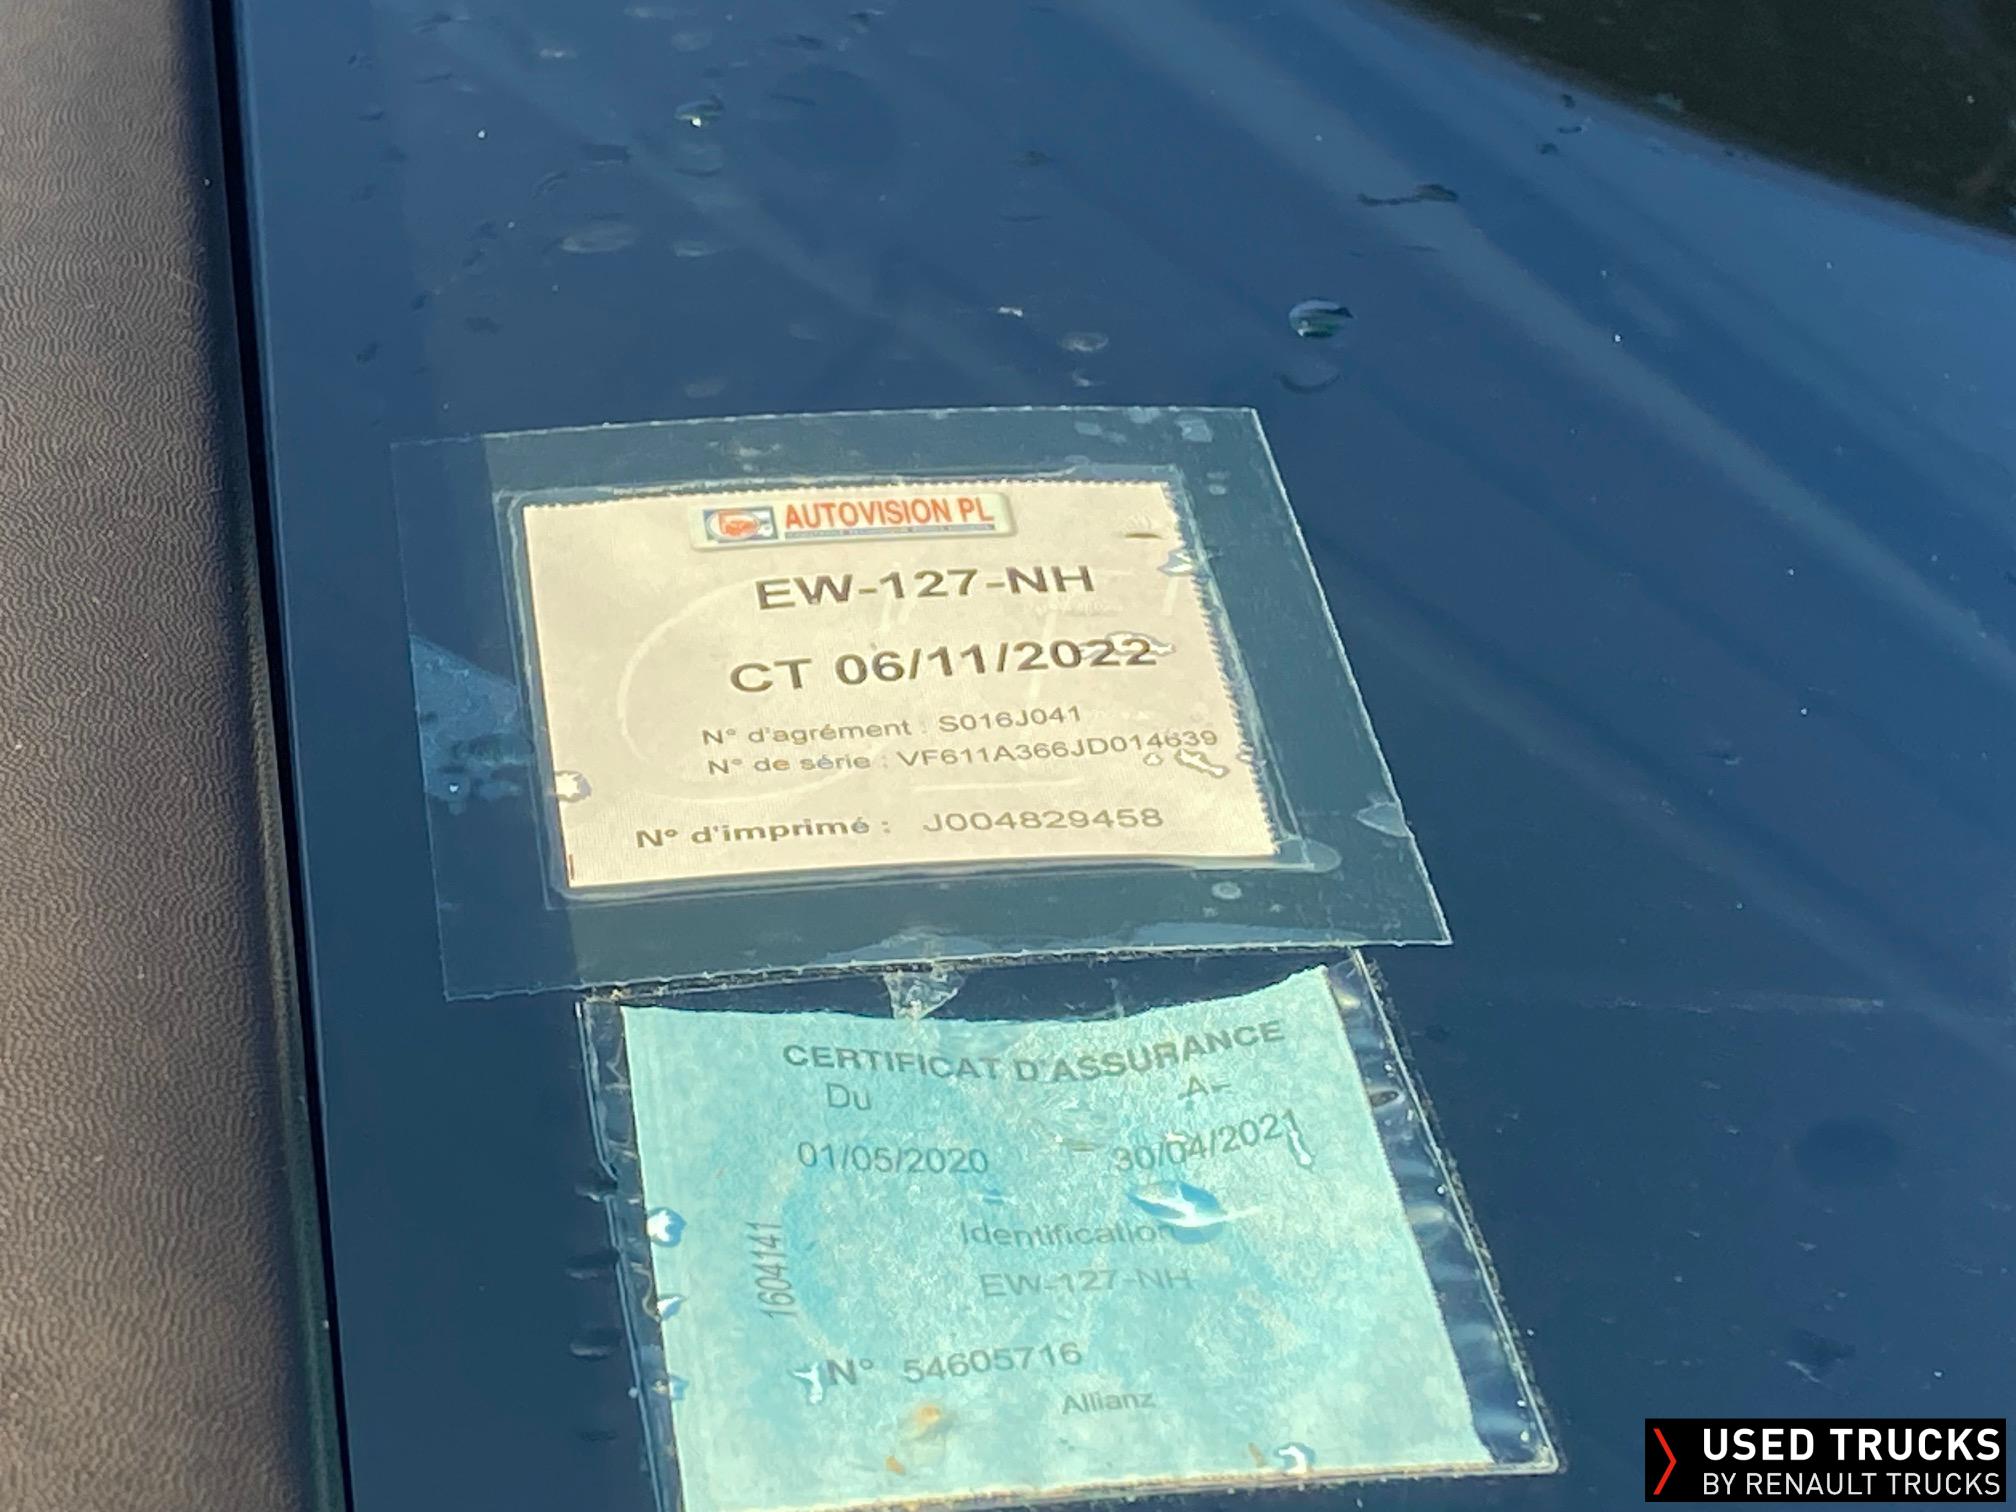 AUTOVISION PL
EW-127-NH
CT 06/11/2022
N° d'agrément : S016J041
N° de série : VF611A366JD014639
N° d'imprimé : J004829458
CERTIFICAT D'ASSURANCE
Du A
01/05/2020 30/04/2021
Identification
EW-127-NH
1604141
N° 54605716
Allianz
USED TRUCKS
BY RENAULT TRUCKS